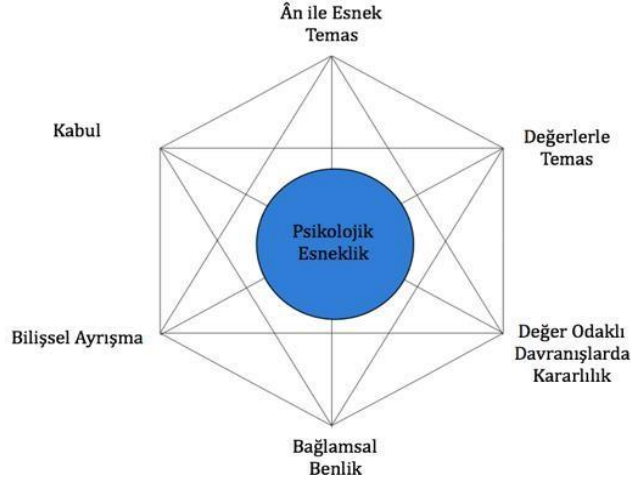 Ân ile Esnek
Temas
Kabul
Değerlerle
Temas
Psikolojik
Esneklik
Bilişsel Ayrışma
Değer Odaklı
Davranışlarda
Kararlılık
Bağlamsal
Benlik